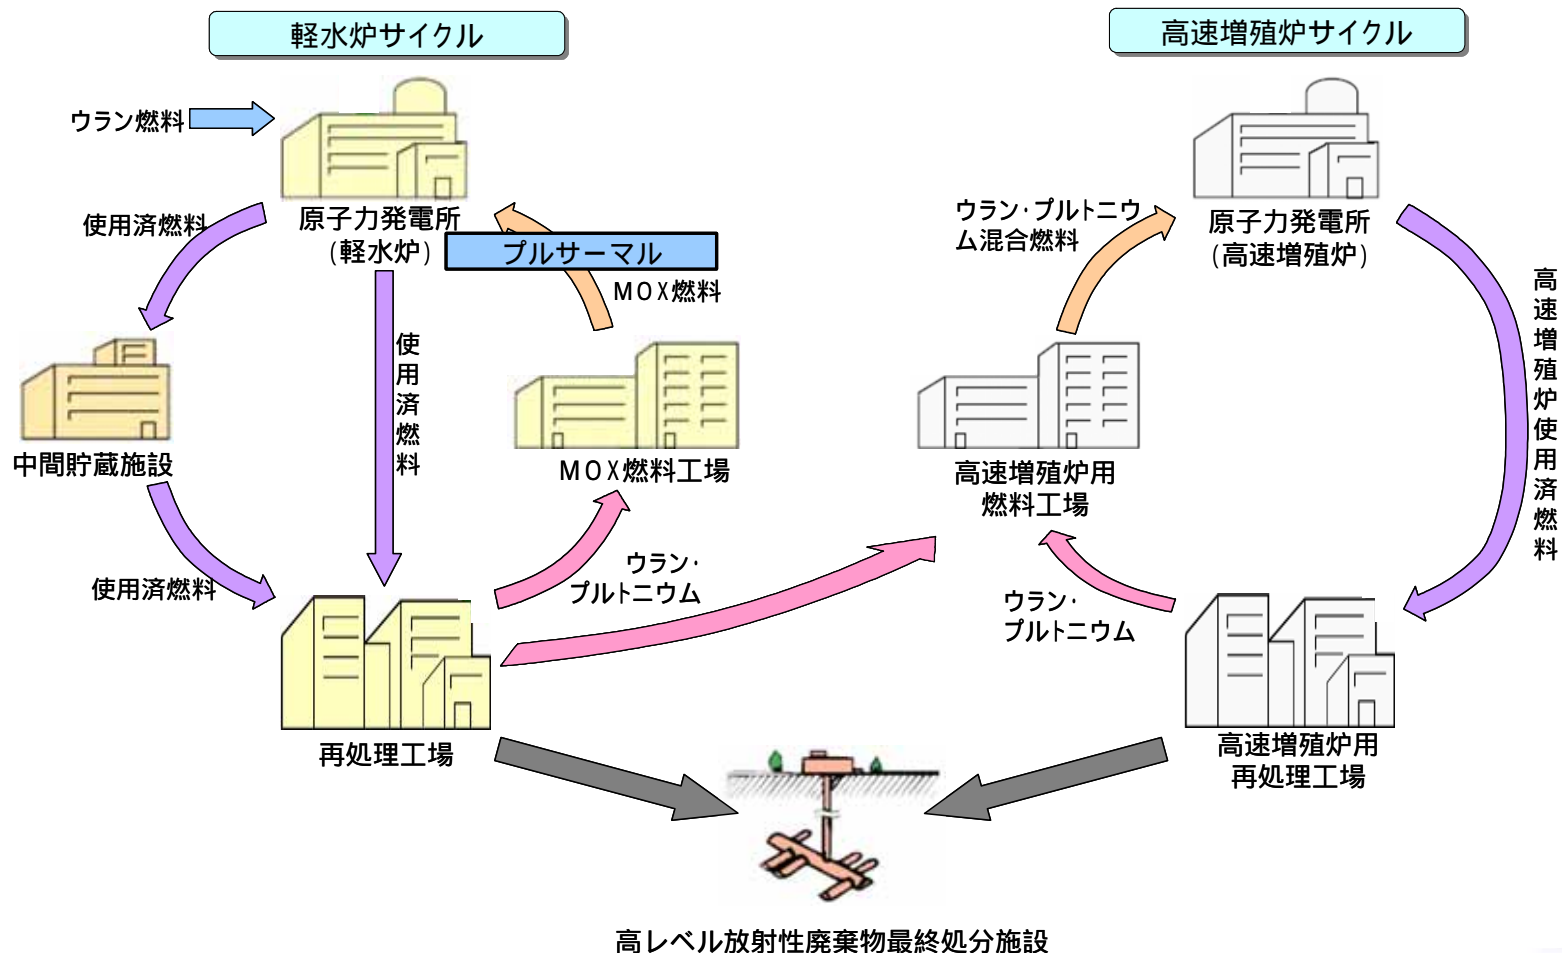 軽水炉サイクル
高速増殖炉サイクル
ウラン燃料
使用済燃料
原子力発電所
(軽水炉)
プルサーマル
MOX燃料
ウラン・プルトニウ
ム混合燃料
原子力発電所
(高速増殖炉)
高速増殖炉使用済燃料
使用済燃料
中間貯蔵施設
MOX燃料工場
高速増殖炉用
燃料工場
使用済燃料
ウラン・
プルトニウム
ウラン・
プルトニウム
再処理工場
高速増殖炉用
再処理工場
高レベル放射性廃棄物最終処分施設